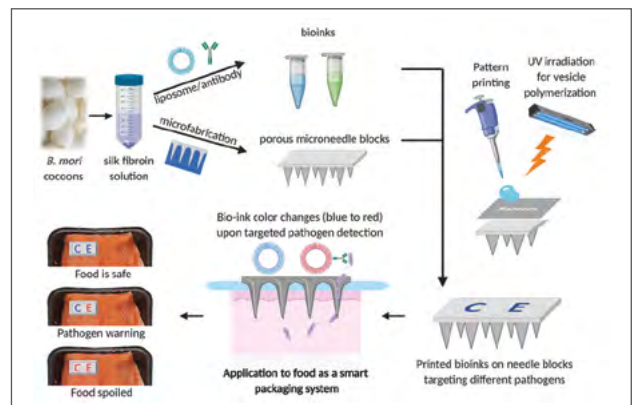 bioinks
liposome/antibody
microfabrication
B. mori
cocoons
silk fibroin
solution
porous microneedle blocks
Pattern
printing
UV irradiation
for vesicle
polymerization
Bio-ink color changes (blue to red)
upon targeted pathogen detection
C E
Food is safe
C E
Pathogen warning
C E
Food spoiled
Application to food as a smart
packaging system
C E
Printed bioinks on needle blocks
targeting different pathogens